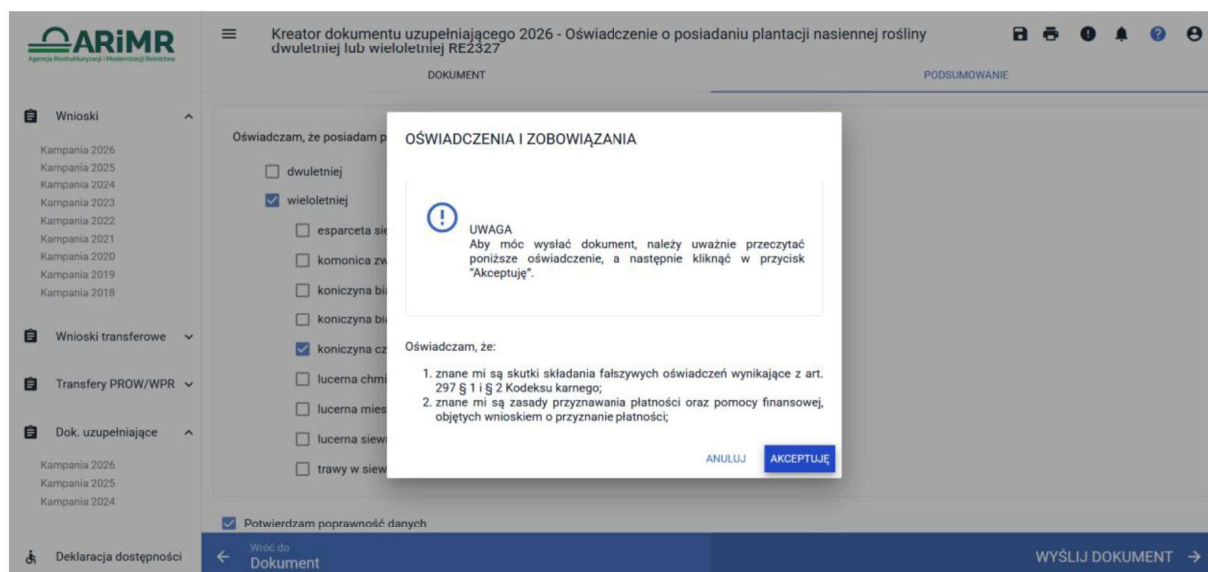 ARiMR
Agencja Restrukturyzacji i Modernizacji Rolnictwa
Kreator dokumentu uzupełniającego 2026 - Oświadczenie o posiadaniu plantacji nasiennej rośliny
dwuletniej lub wieloletniej RE2327
DOKUMENT
PODSUMOWANIE
Wnioski
Kampania 2026
Kampania 2025
Kampania 2024
Kampania 2023
Kampania 2022
Kampania 2021
Kampania 2020
Kampania 2019
Kampania 2018
Wnioski transferowe
Transfery PROW/WPR
Dok. uzupełniające
Kampania 2026
Kampania 2025
Kampania 2024
Deklaracja dostępności
Oświadczam, że posiadam p
dwuletniej
wieloletniej
esparceta sie
komonica zw
koniczyna bia
koniczyna bia
koniczyna cz
lucerna chmi
lucerna mies
lucerna siew
trawy w siew
Potwierdzam poprawność danych
OŚWIADCZENIA I ZOBOWIĄZANIA
UWAGA
Aby móc wysłać dokument, należy uważnie przeczytać
poniższe oświadczenie, a następnie kliknąć w przycisk
"Akceptuję".
Oświadczam, że:
1. znane mi są skutki składania fałszywych oświadczeń wynikające z art.
297 § 1 i § 2 Kodeksu karnego;
2. znane mi są zasady przyznawania płatności oraz pomocy finansowej,
objętych wnioskiem o przyznanie płatności;
ANULUJ
AKCEPTUJĘ
Wróć do
Dokument
WYŚLIJ DOKUMENT